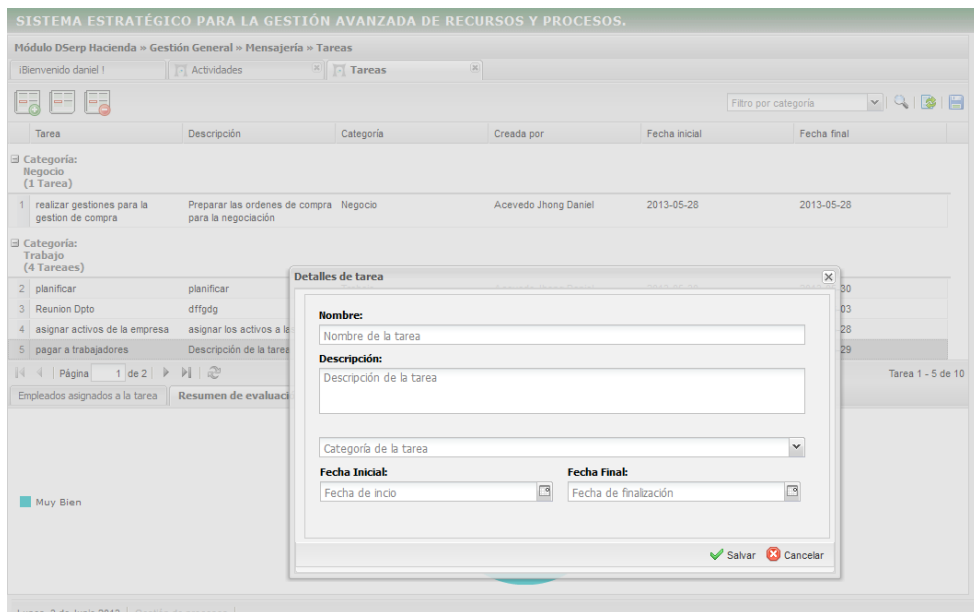 SISTEMA ESTRATÉGICO PARA LA GESTIÓN AVANZADA DE RECURSOS Y PROCESOS.
Módulo DSerp Hacienda » Gestión General » Mensajería » Tareas
¡Bienvenido daniel ! Actividades Tareas
Filtro por categoría
Tarea Descripción Categoría Creada por Fecha inicial Fecha final
Categoría:
Negocio
(1 Tarea)
1 realizar gestiones para la Preparar las ordenes de compra Negocio Acevedo Jhong Daniel 2013-05-28 2013-05-28
gestion de compra para la negociación
Categoría:
Trabajo
(4 Tareaes)
2 planificar planificar 30
3 Reunion Dpto dffgdg 03
4 asignar activos de la empresa asignar los activos a la 28
5 pagar a trabajadores Descripción de la tarea 29
Página 1 de 2 Tarea 1 - 5 de 10
Empleados asignados a la tarea Resumen de evaluaci
Muy Bien
Detalles de tarea
Nombre:
Nombre de la tarea
Descripción:
Descripción de la tarea
Categoría de la tarea
Fecha Inicial: Fecha Final:
Fecha de incio Fecha de finalización
Salvar Cancelar